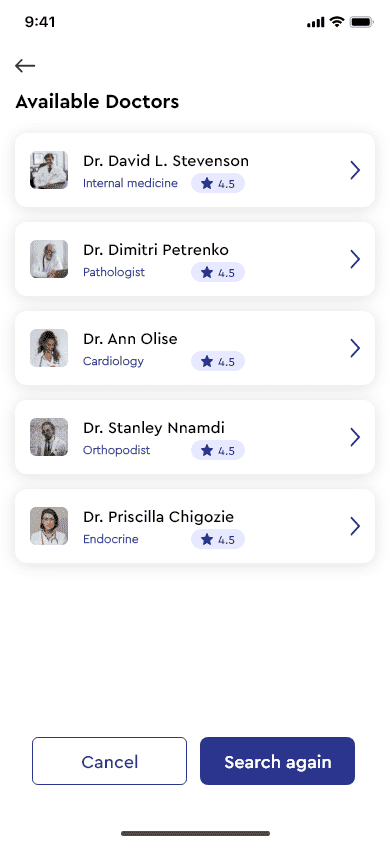 9:41
Available Doctors
Dr. David L. Stevenson
Internal medicine 4.5
Dr. Dimitri Petrenko
Pathologist 4.5
Dr. Ann Olise
Cardiology 4.5
Dr. Stanley Nnamdi
Orthopodist 4.5
Dr. Priscilla Chigozie
Endocrine 4.5
Cancel Search again